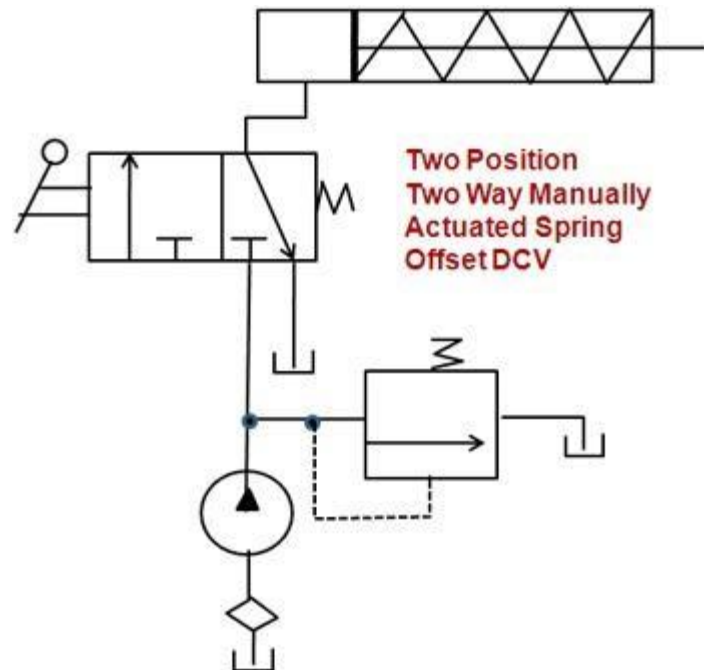 Two Position
Two Way Manually
Actuated Spring
Offset DCV